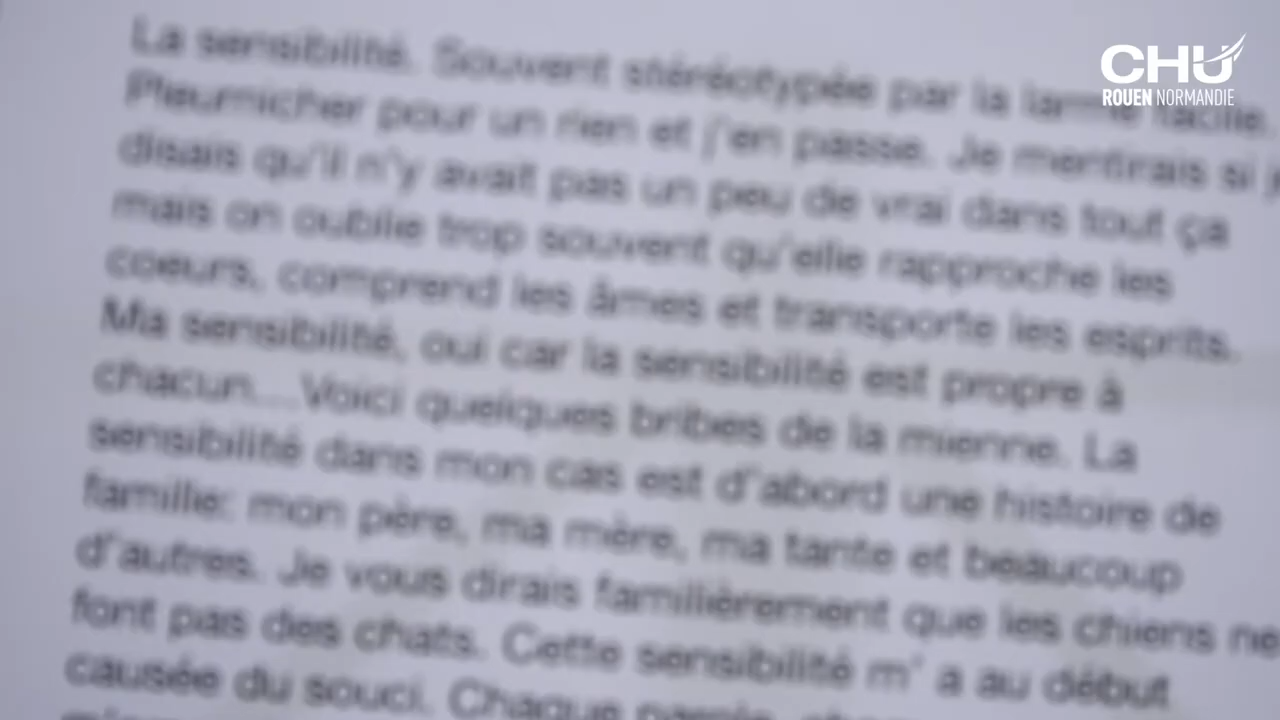 La sensibilité. Souvent stéréotypée par la larme facile.
Pleurnicher pour un rien et j'en passe. Je mentirais si j
disais qu'il n'y avait pas un peu de vrai dans tout ça
mais on oublie trop souvent qu'elle rapproche les
coeurs, comprend les âmes et transporte les esprits.
Ma sensibilité, oui car la sensibilité est propre à
chacun....Voici quelques bribes de la mienne. La
sensibilité dans mon cas est d'abord une histoire de
famille: mon père, ma mère, ma tante et beaucoup
d'autres. Je vous dirais familièrement que les chiens ne
font pas des chats. Cette sensibilité m' a au début
causée du souci. Chaque parole,
CHU
ROUEN NORMANDIE